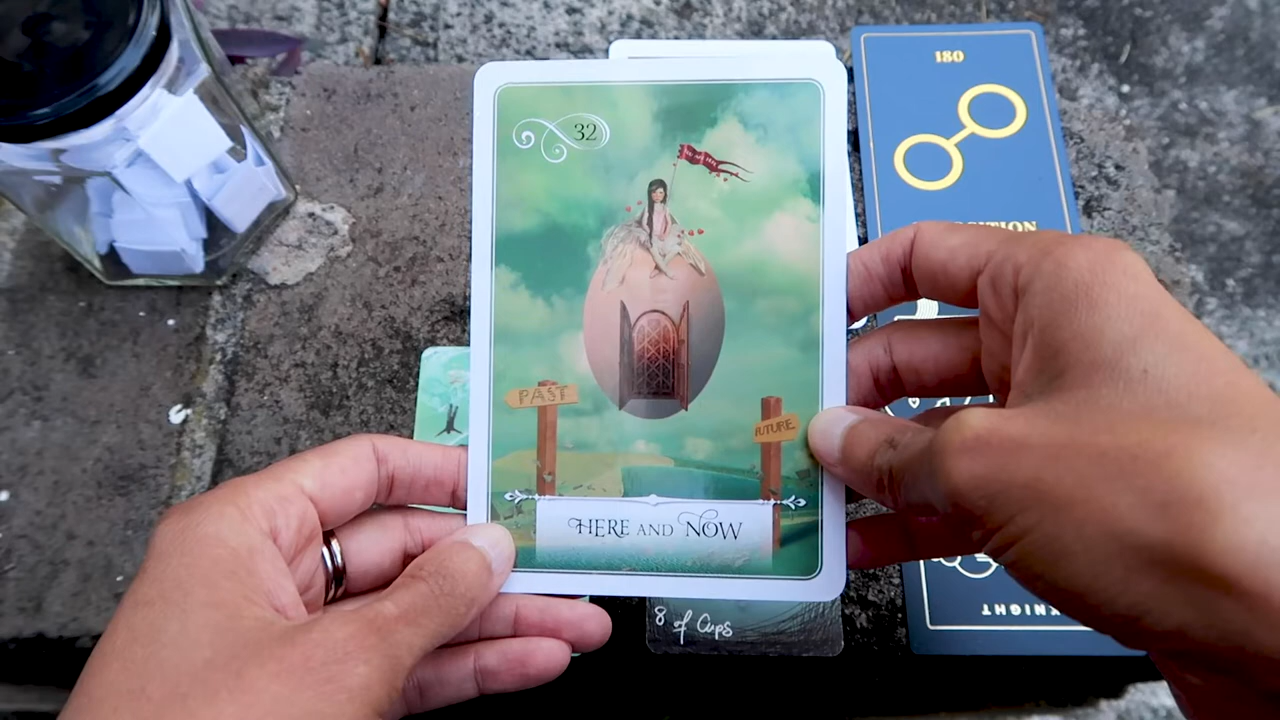 180
32
PAST
FUTURE
HERE AND NOW
8 of Cups
KNIGHT